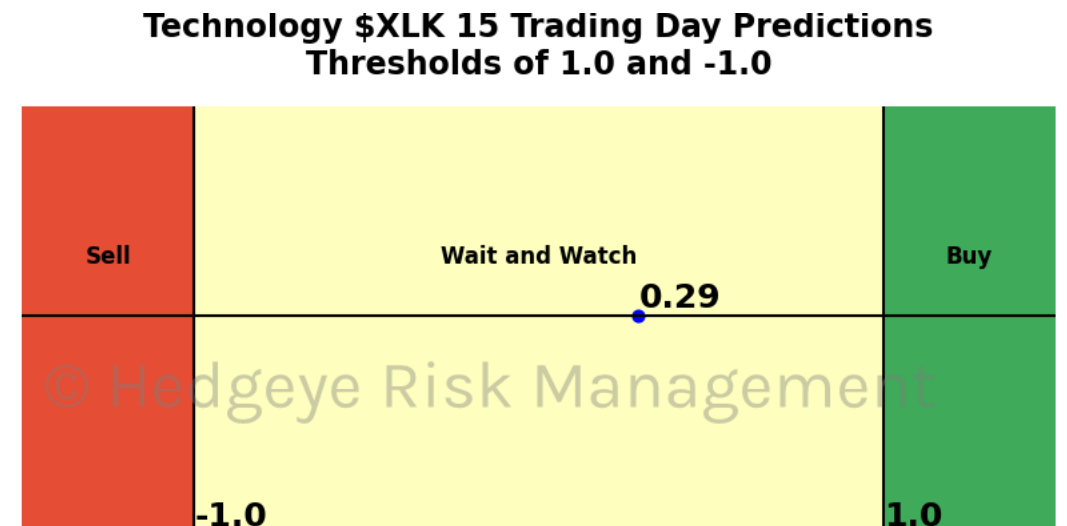 Technology $XLK 15 Trading Day Predictions
Thresholds of 1.0 and -1.0
Sell
Wait and Watch
Buy
0.29
© Hedgeye Risk Management
-1.0
1.0